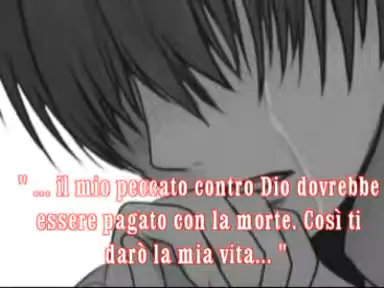 " ... il mio peccato contro Dio dovrebbe
essere pagato con la morte. Così ti
darò la mia vita... "